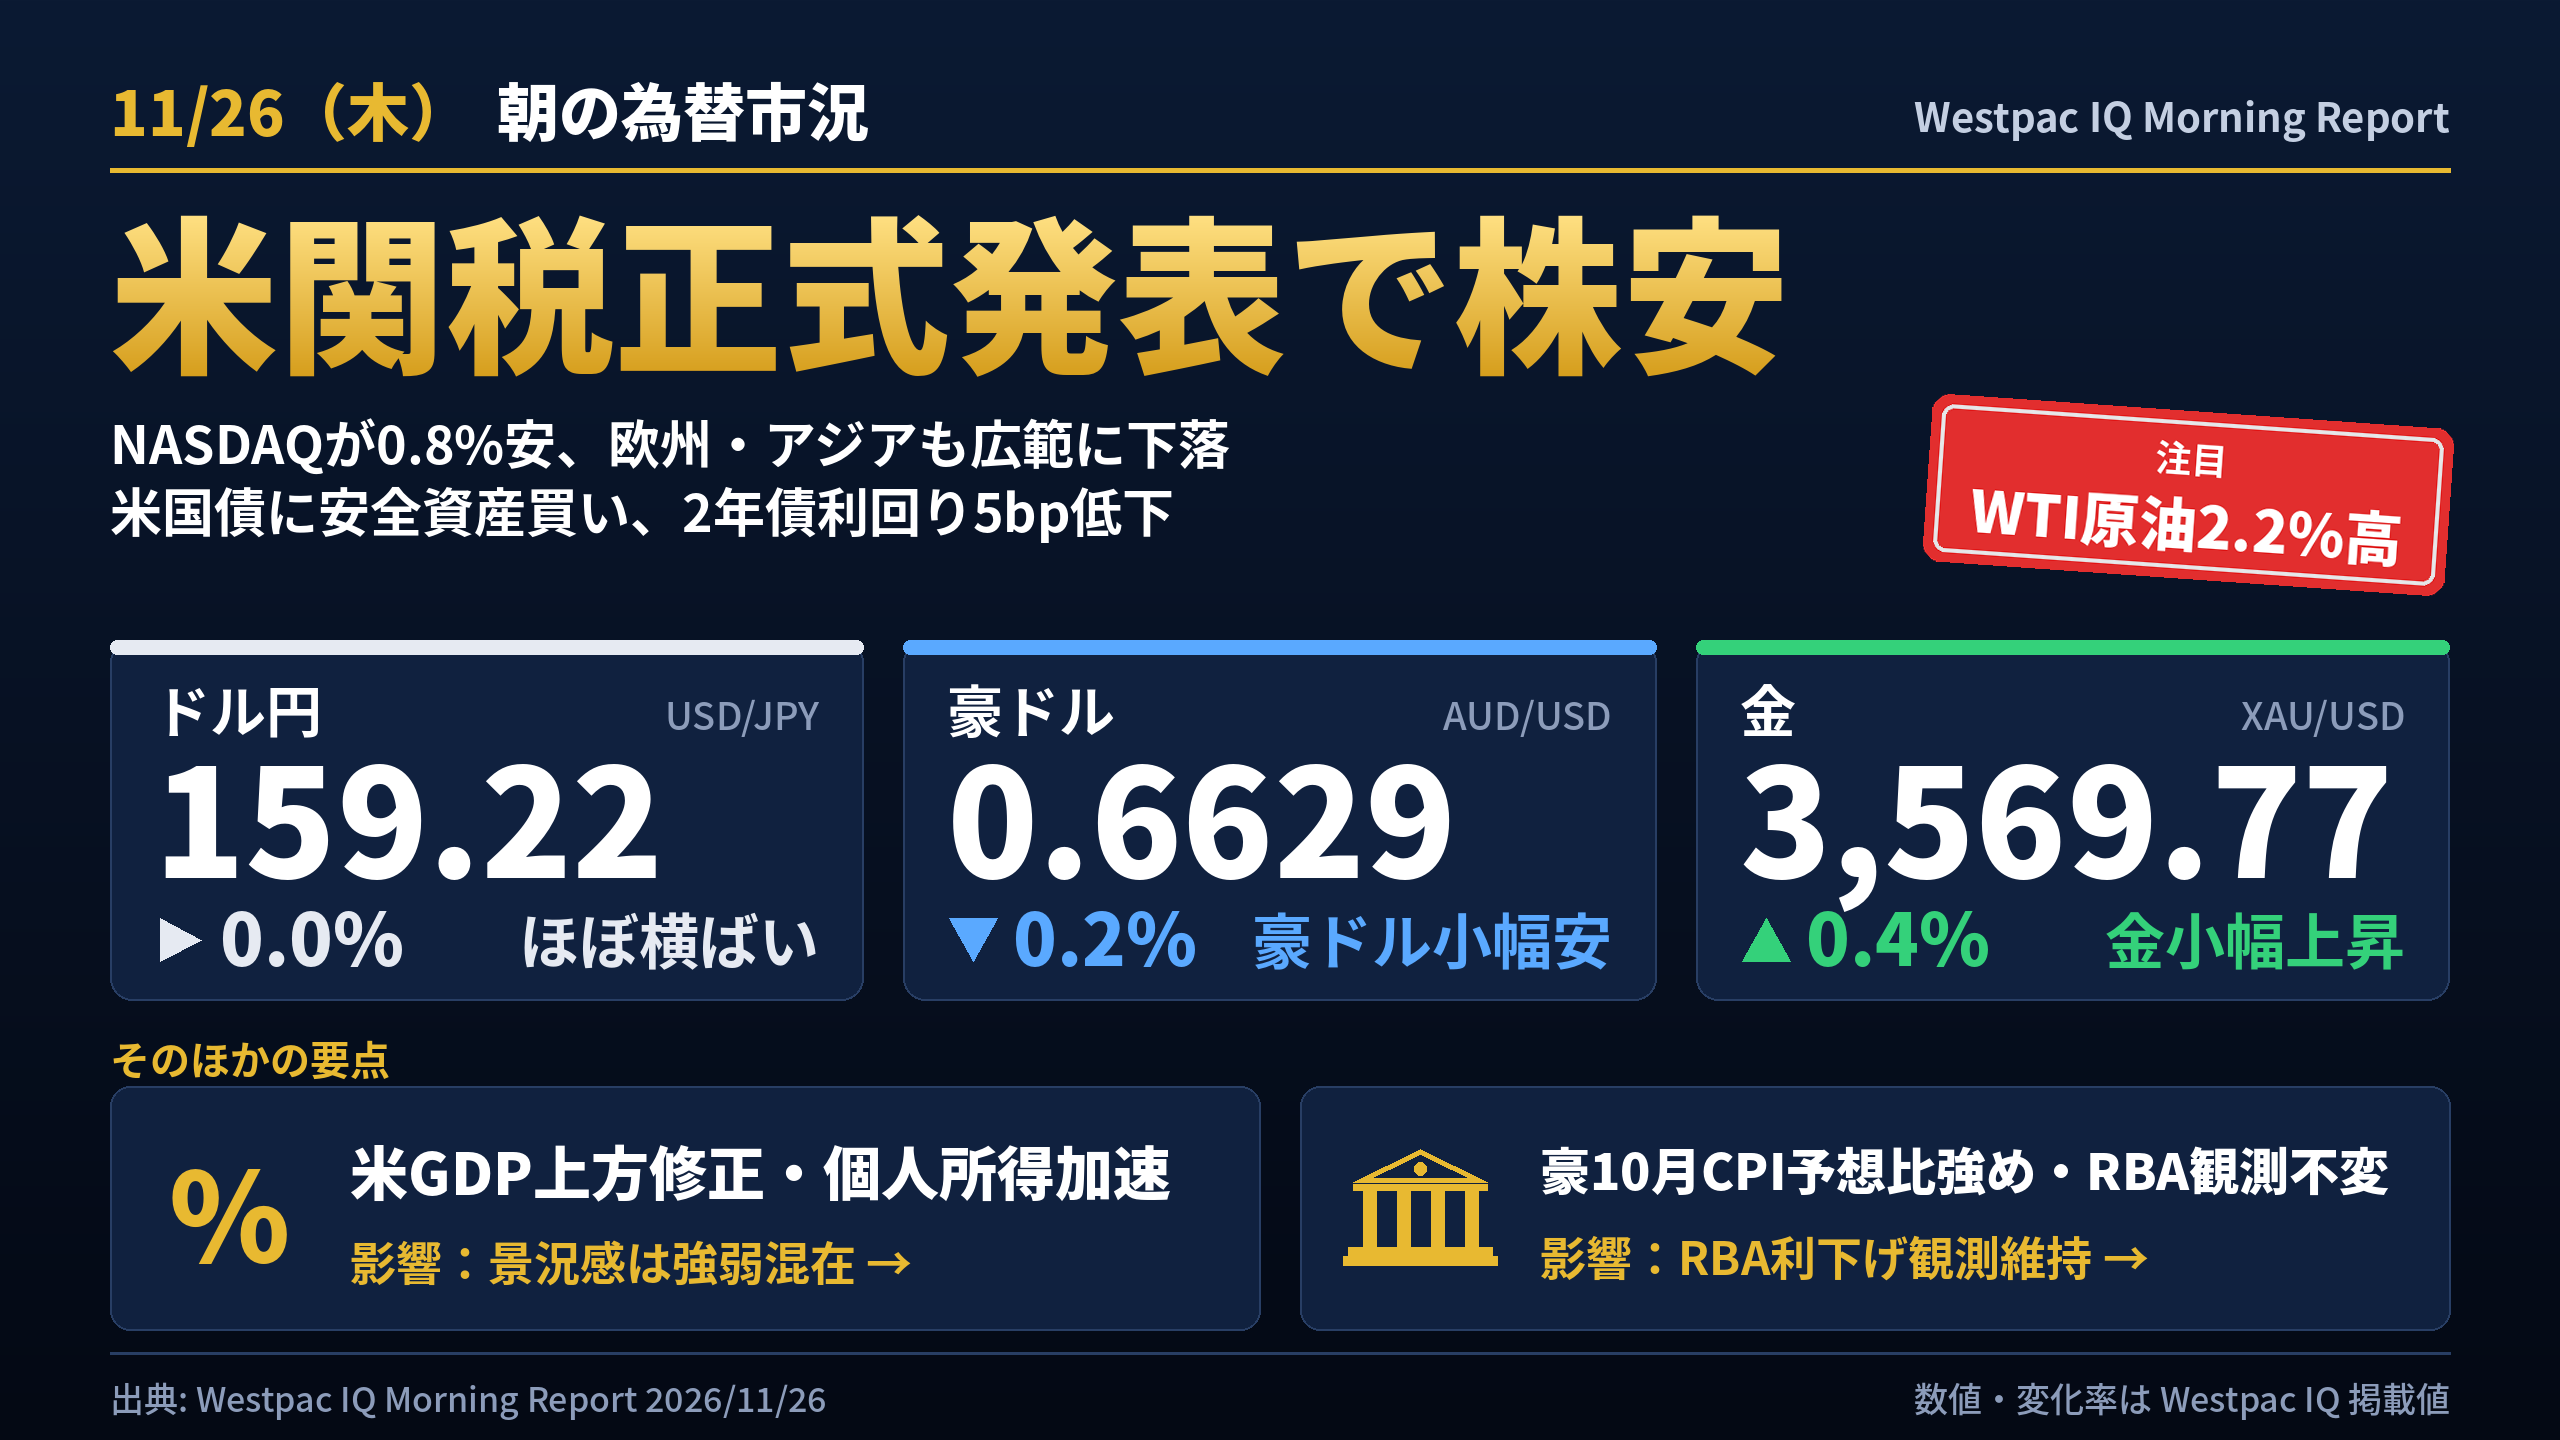 11/26（木） 朝の為替市況
Westpac IQ Morning Report
米関税正式発表で株安
NASDAQが0.8%安、欧州・アジアも広範に下落
米国債に安全資産買い、2年債利回り5bp低下
注目
WTI原油2.2%高
ドル円 USD/JPY
159.22
▶ 0.0% ほぼ横ばい
豪ドル AUD/USD
0.6629
▼ 0.2% 豪ドル小幅安
金 XAU/USD
3,569.77
▲ 0.4% 金小幅上昇
そのほかの要点
%
米GDP上方修正・個人所得加速
影響：景況感は強弱混在 →
豪10月CPI予想比強め・RBA観測不変
影響：RBA利下げ観測維持 →
出典: Westpac IQ Morning Report 2026/11/26
数値・変化率は Westpac IQ 掲載値